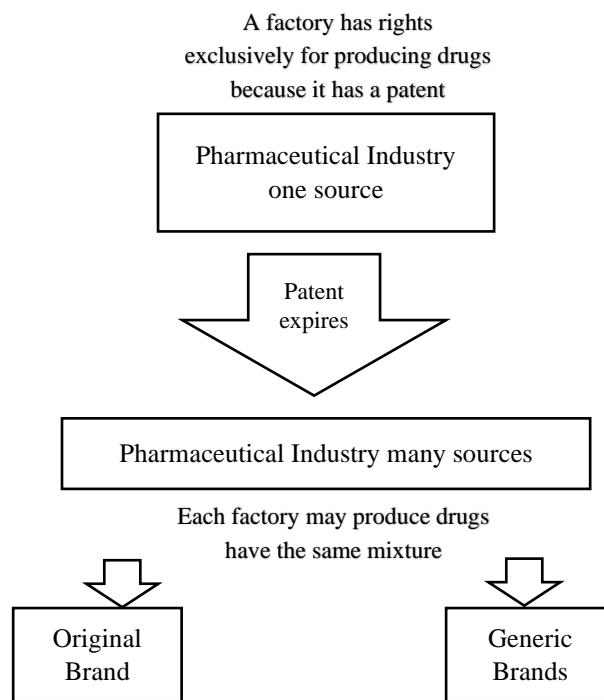 A factory has rights
exclusively for producing drugs
because it has a patent
Pharmaceutical Industry
one source
Patent
expires
Pharmaceutical Industry many sources
Each factory may produce drugs
have the same mixture
Original
Brand
Generic
Brands